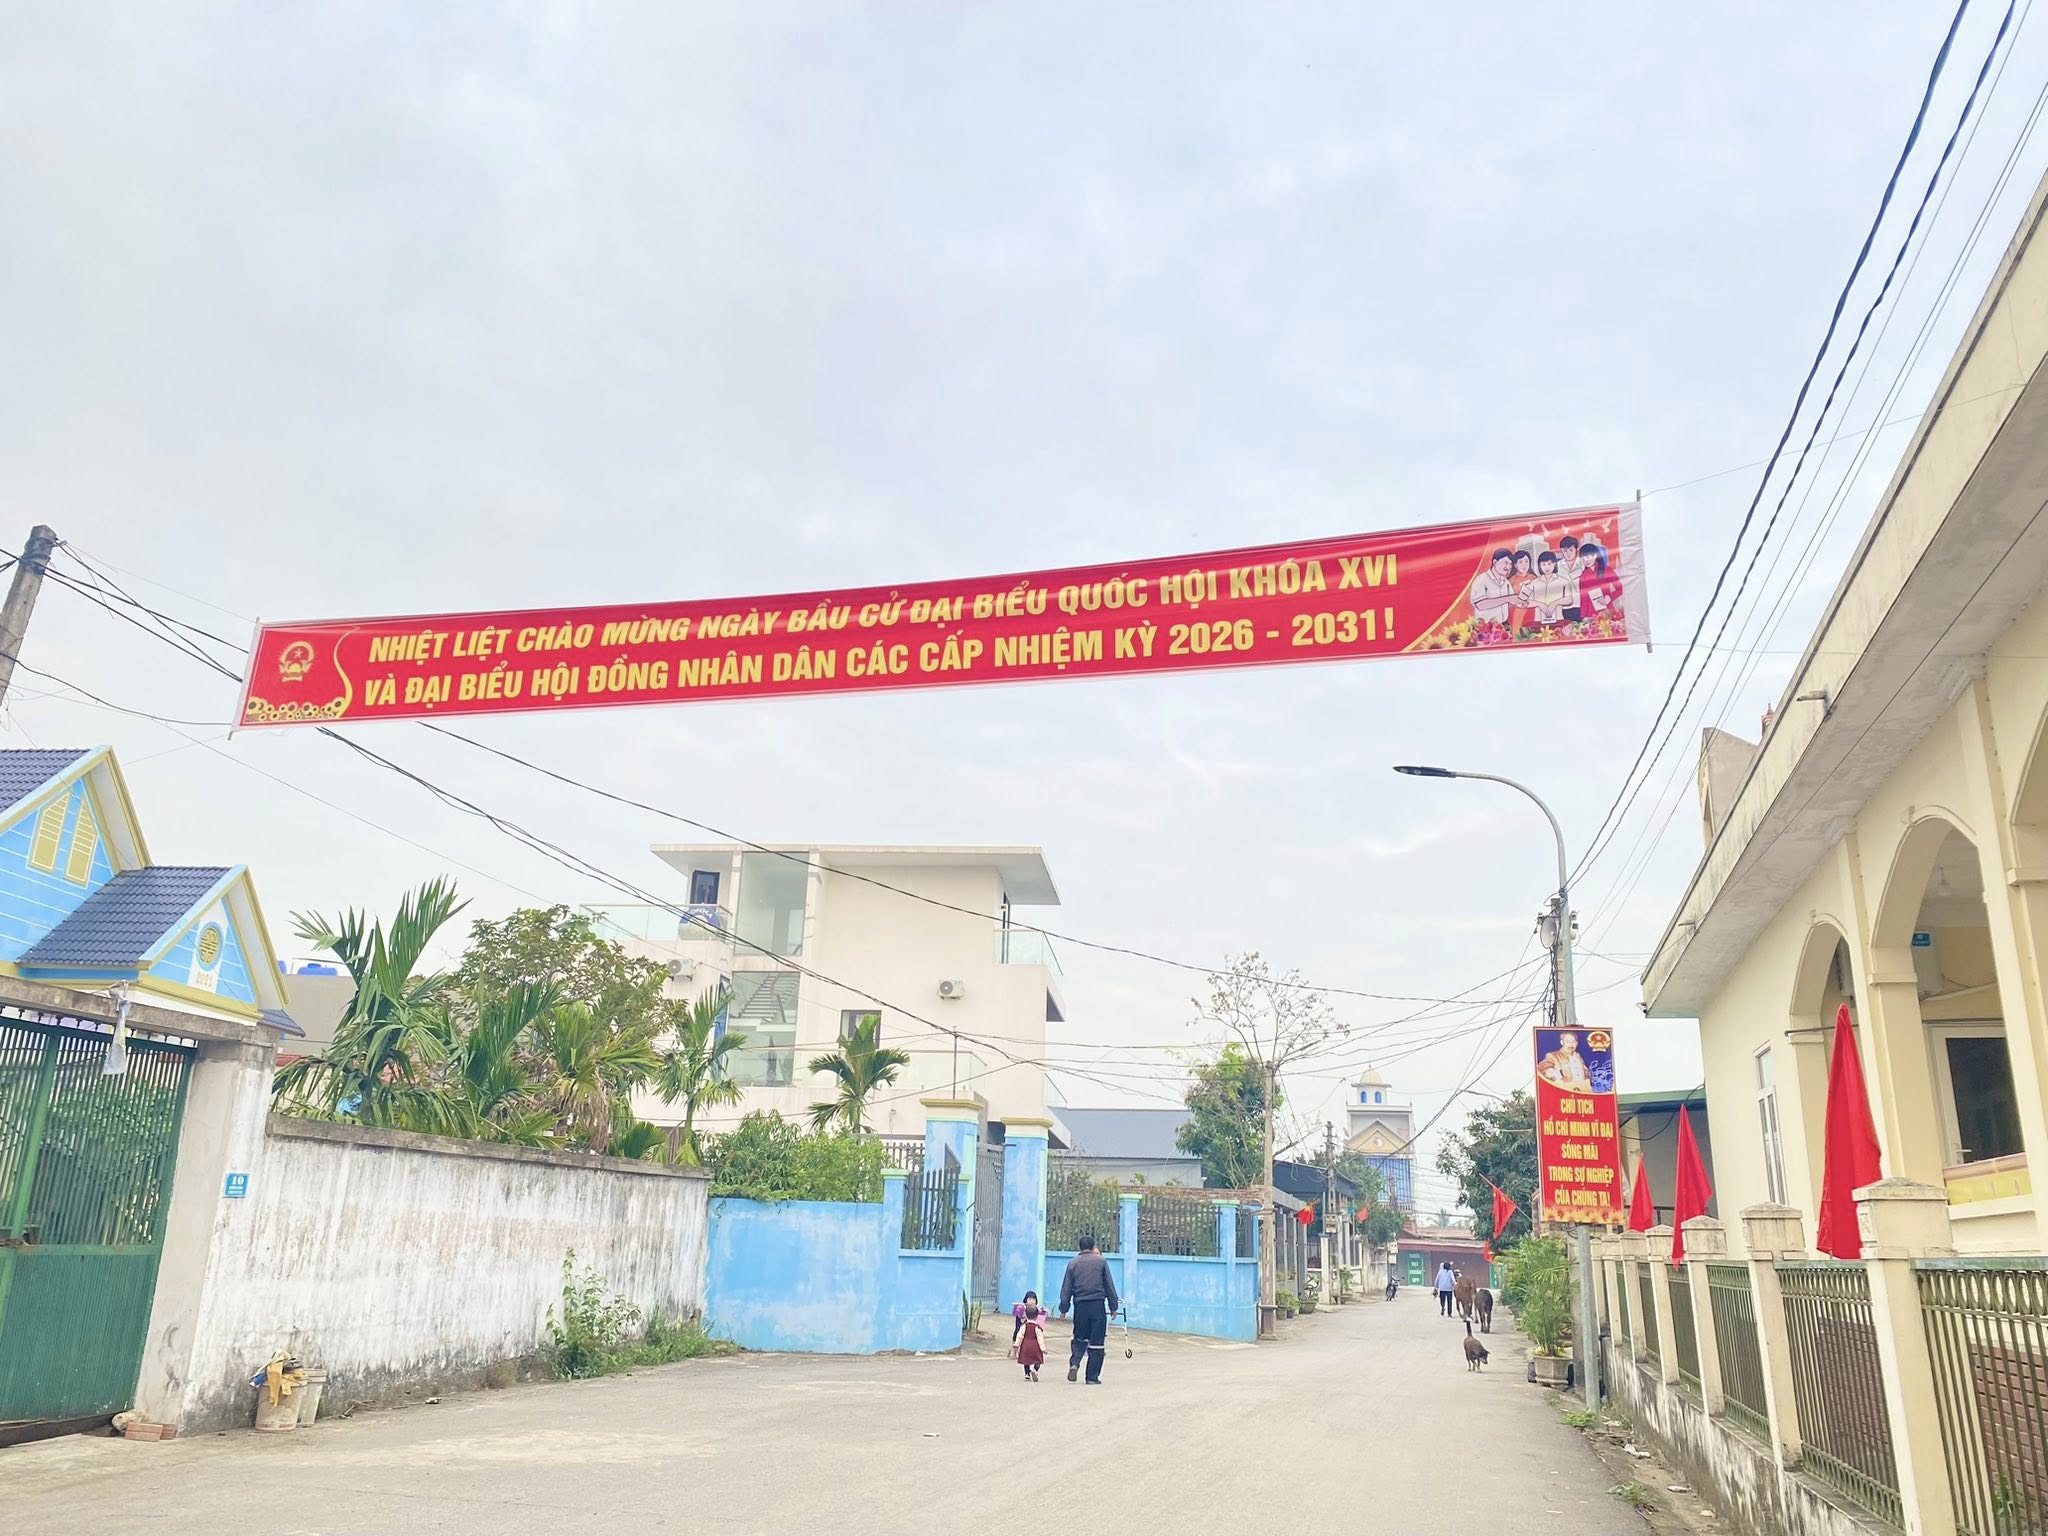 NHIỆT LIỆT CHÀO MỪNG NGÀY BẦU CỬ ĐẠI BIỂU QUỐC HỘI KHÓA XVI
VÀ ĐẠI BIỂU HỘI ĐỒNG NHÂN DÂN CÁC CẤP NHIỆM KỲ 2026 - 2031!
2021
10
CHỦ TỊCH
HỒ CHÍ MINH VĨ ĐẠI
SỐNG MÃI
TRONG SỰ NGHIỆP
CỦA CHÚNG TA!